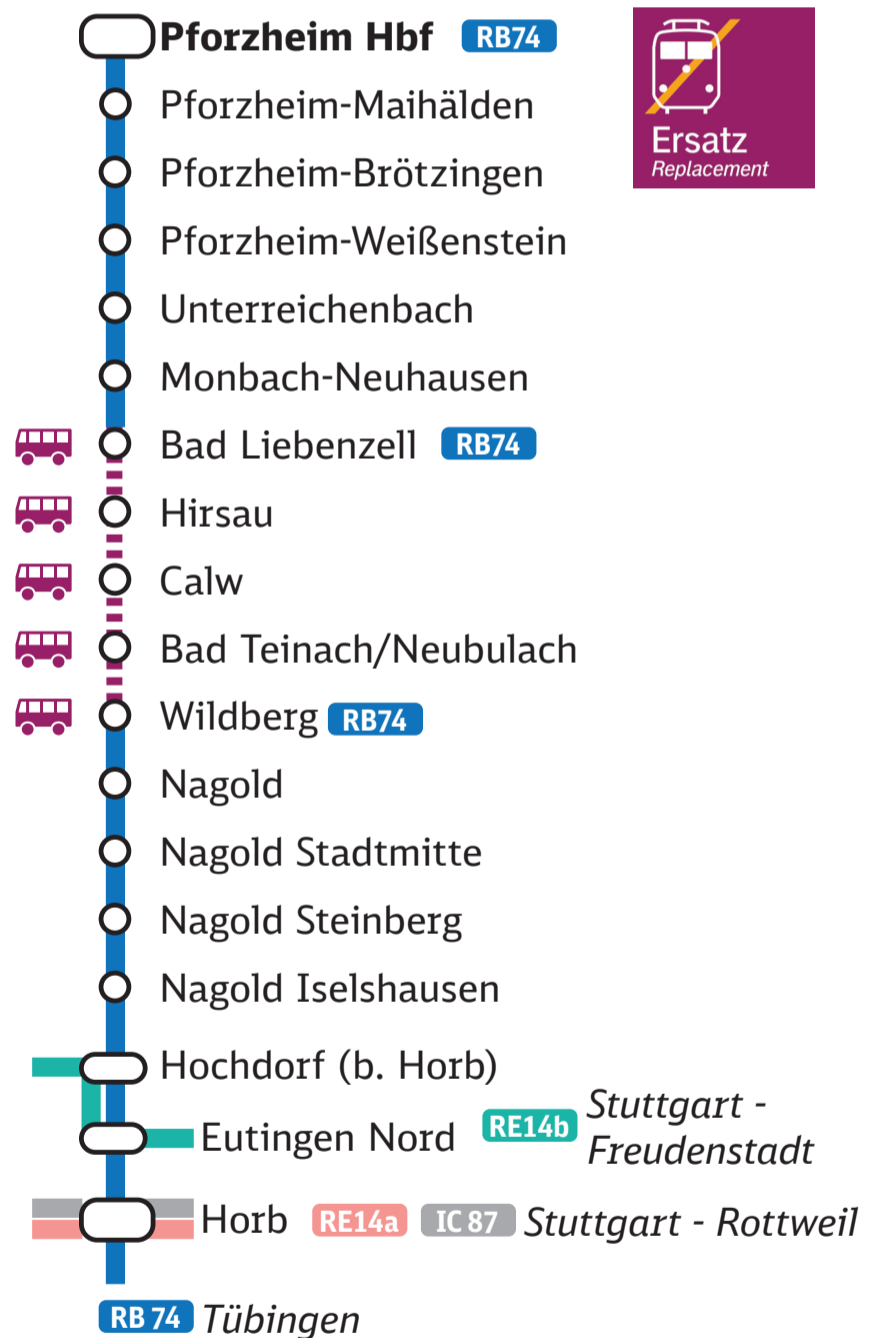 Pforzheim Hbf RB74
Ersatz
Replacement
Pforzheim-Maihälden
Pforzheim-Brötzingen
Pforzheim-Weißenstein
Unterreichenbach
Monbach-Neuhausen
Bad Liebenzell RB74
Hirsau
Calw
Bad Teinach/Neubulach
Wildberg RB74
Nagold
Nagold Stadtmitte
Nagold Steinberg
Nagold Iselshausen
Hochdorf (b. Horb)
Eutingen Nord RE14b Stuttgart -
Freudenstadt
Horb RE14a IC 87 Stuttgart - Rottweil
RB 74 Tübingen